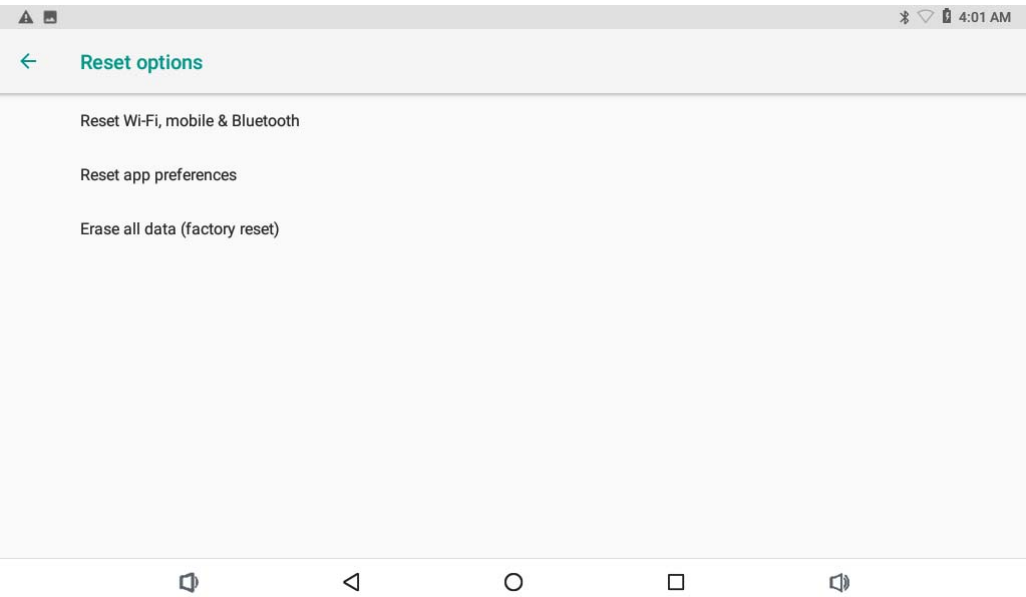 4:01 AM
Reset options
Reset Wi-Fi, mobile & Bluetooth
Reset app preferences
Erase all data (factory reset)